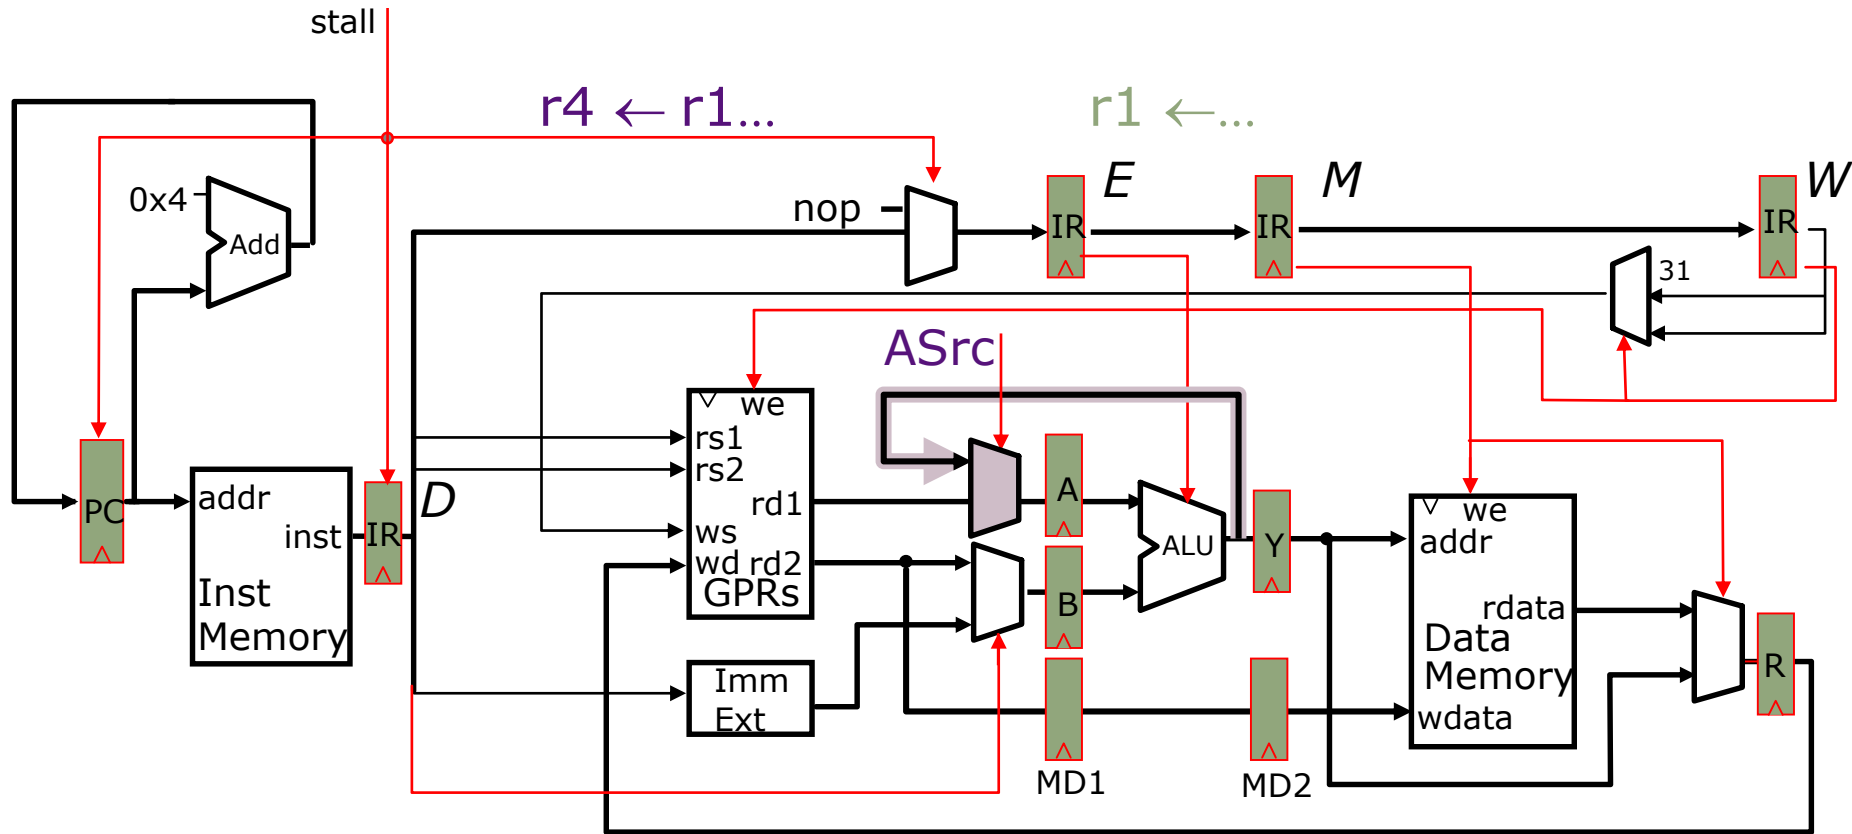 stall
r4 ← r1...
r1 ←...
E
M
W
0x4
Add
nop
IR
IR
IR
31
ASrc
we
rs1
rs2
rd1
ws
wd rd2
GPRs
A
B
ALU
Y
PC
addr
inst
Inst
Memory
IR
D
we
addr
rdata
Data
Memory
wdata
R
Imm
Ext
MD1
MD2